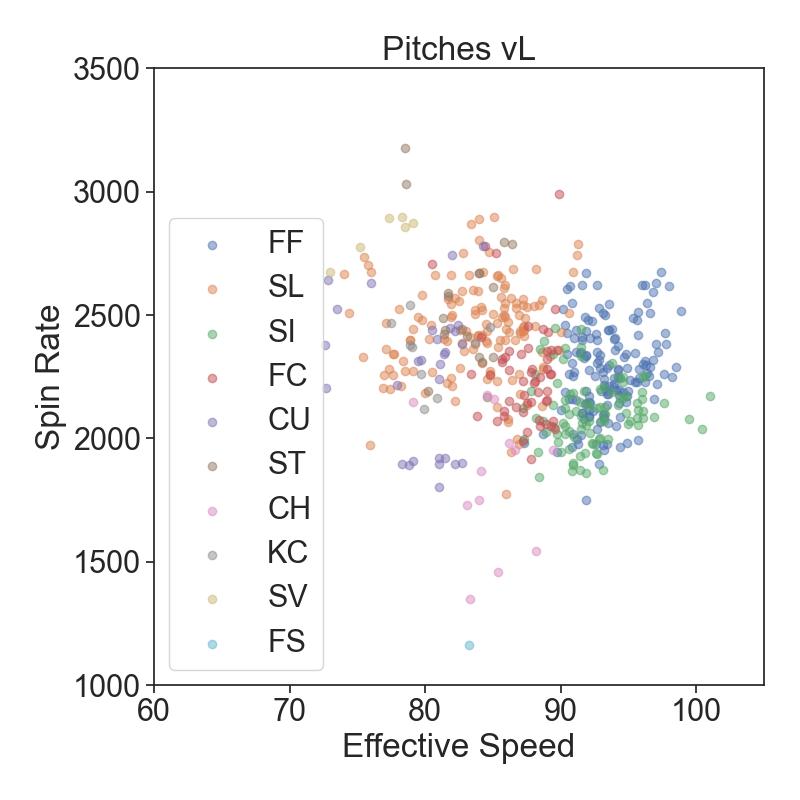 Pitches vL
3500
3000
2500
2000
1500
1000
Spin Rate
FF
SL
SI
FC
CU
ST
CH
KC
SV
FS
60 70 80 90 100
Effective Speed